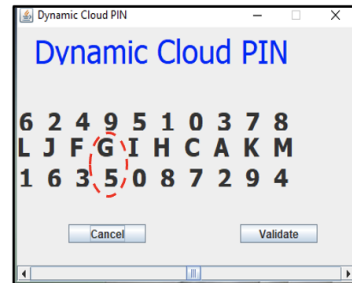 Dynamic Cloud PIN
Dynamic Cloud PIN
6 2 4 9 5 1 0 3 7 8
L J F G I H C A K M
1 6 3 5 0 8 7 2 9 4
Cancel Validate